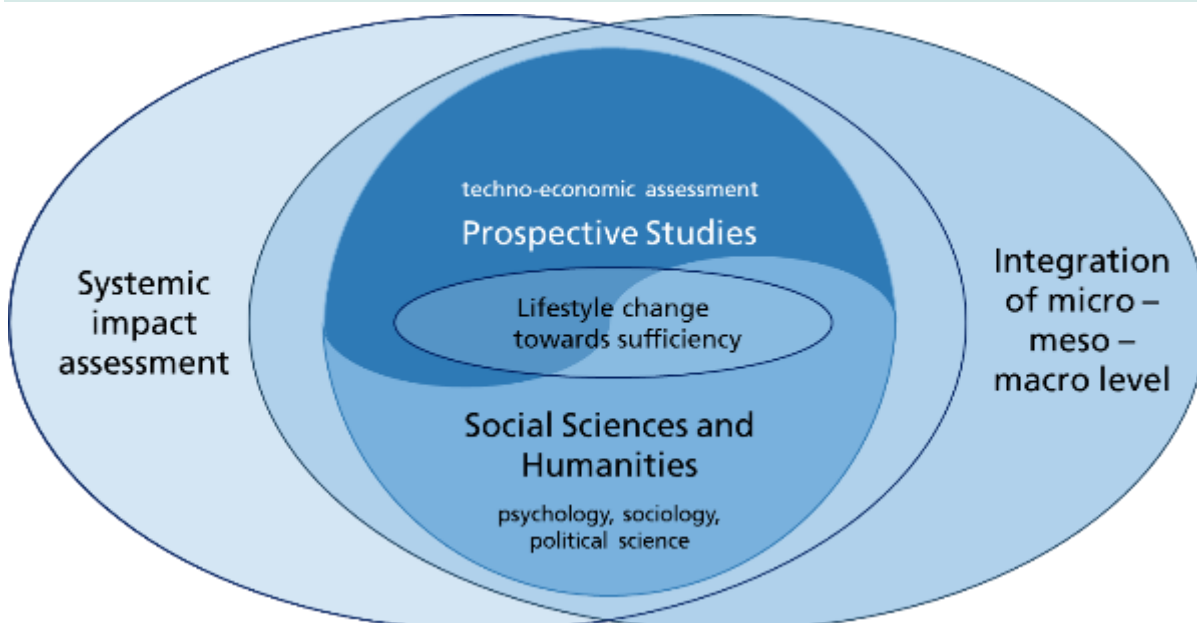 techno-economic assessment
Prospective Studies
Systemic
impact
assessment
Lifestyle change
towards sufficiency
Integration
of micro –
meso –
macro level
Social Sciences and
Humanities
psychology, sociology,
political science